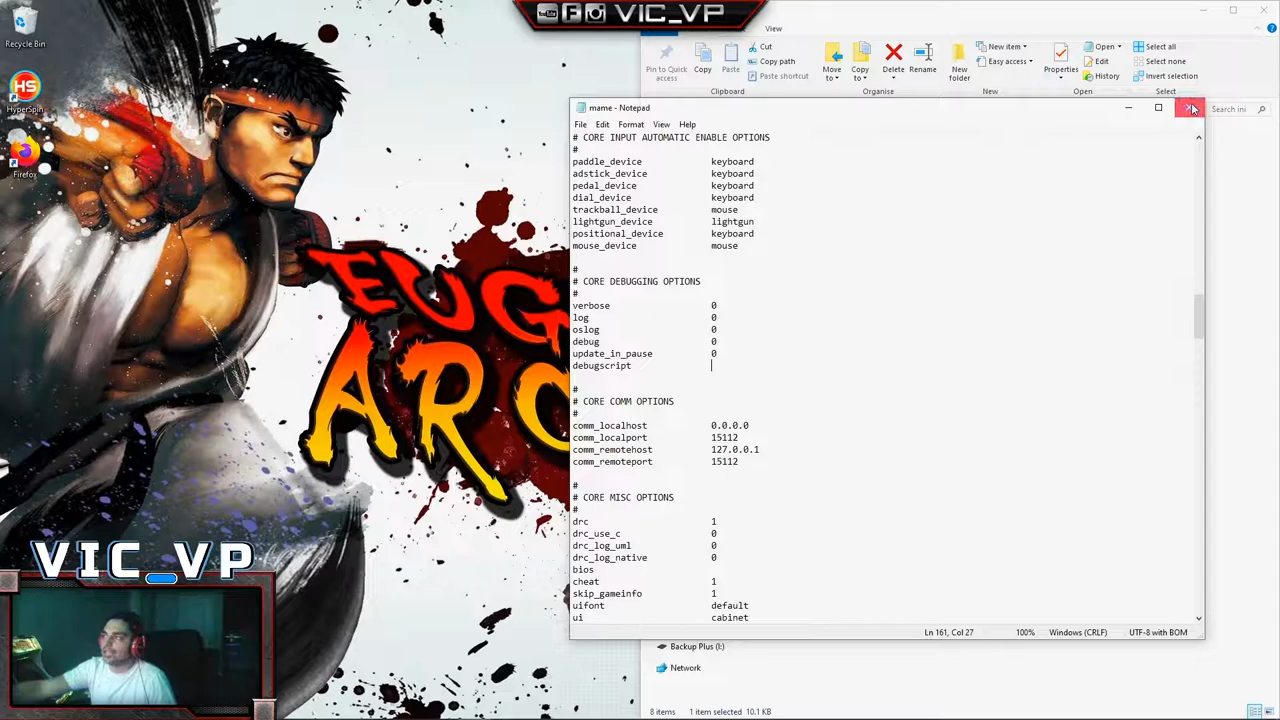 VIC_VP
Recycle Bin
HS
HyperSpin
Firefox
EUG
ARC
VIC_VP
View
Pin to Quick access
Copy
Paste
Cut
Copy path
Paste shortcut
Clipboard
Move to
Copy to
Delete
Rename
Organise
New folder
New item
Easy access
New
Properties
Open
Edit
History
Open
Select all
Select none
Invert selection
Select
Search ini
mame - Notepad
File Edit Format View Help
# CORE INPUT AUTOMATIC ENABLE OPTIONS
#
paddle_device keyboard
adstick_device keyboard
pedal_device keyboard
dial_device keyboard
trackball_device mouse
lightgun_device lightgun
positional_device keyboard
mouse_device mouse
#
# CORE DEBUGGING OPTIONS
#
verbose 0
log 0
oslog 0
debug 0
update_in_pause 0
debugscript
#
# CORE COMM OPTIONS
#
comm_localhost 0.0.0.0
comm_localport 15112
comm_remotehost 127.0.0.1
comm_remoteport 15112
#
# CORE MISC OPTIONS
#
drc 1
drc_use_c 0
drc_log_uml 0
drc_log_native 0
bios
cheat 1
skip_gameinfo 1
uifont default
ui cabinet
Ln 161, Col 27 100% Windows (CRLF) UTF-8 with BOM
Backup Plus (I:)
Network
8 items 1 item selected 10.1 KB